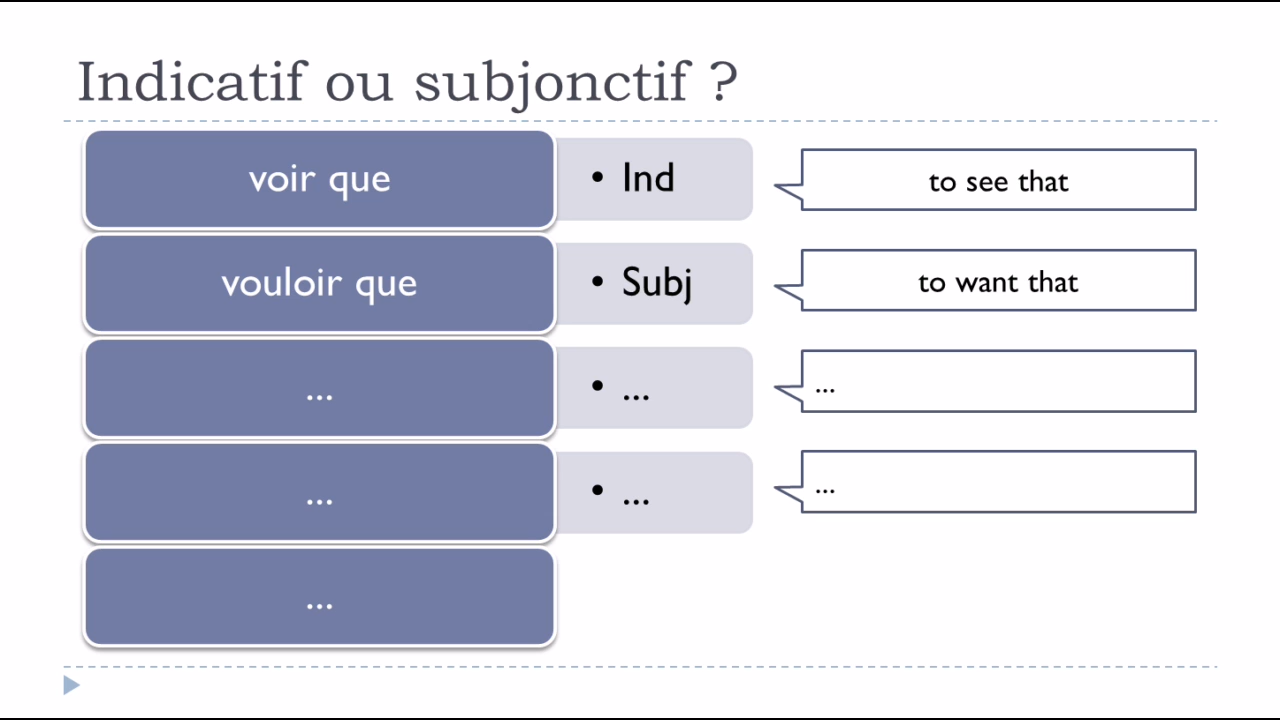 Indicatif ou subjonctif ?
voir que
• Ind
to see that
vouloir que
• Subj
to want that
...
• ...
...
...
• ...
...
...